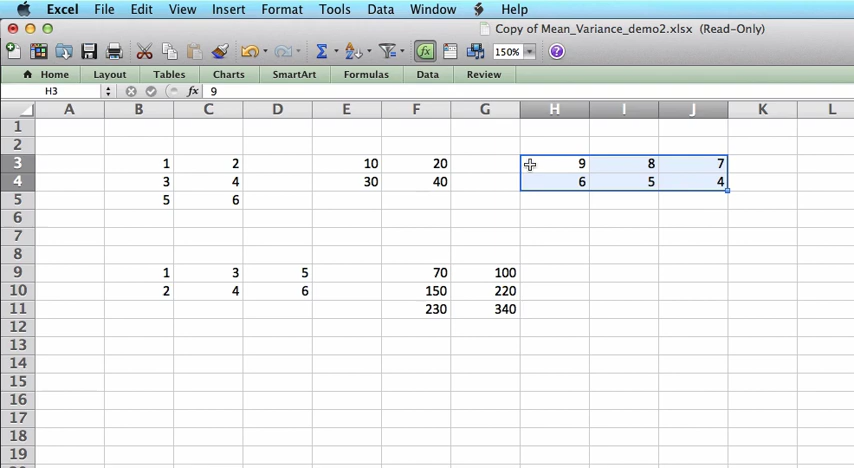 Excel File Edit View Insert Format Tools Data Window Help
Copy of Mean_Variance_demo2.xlsx (Read-Only)
150%
Home Layout Tables Charts SmartArt Formulas Data Review
H3 fx 9
A B C D E F G H I J K L
1
2
3 1 2 10 20 9 8 7
4 3 4 30 40 6 5 4
5 5 6
6
7
8
9 1 3 5 70 100
10 2 4 6 150 220
11 230 340
12
13
14
15
16
17
18
19